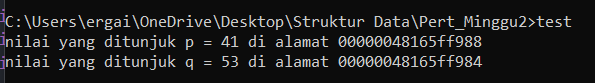 C:\Users\ergai\OneDrive\Desktop\Struktur Data\Pert_Minggu2>test
nilai yang ditunjuk p = 41 di alamat 00000048165ff988
nilai yang ditunjuk q = 53 di alamat 00000048165ff984